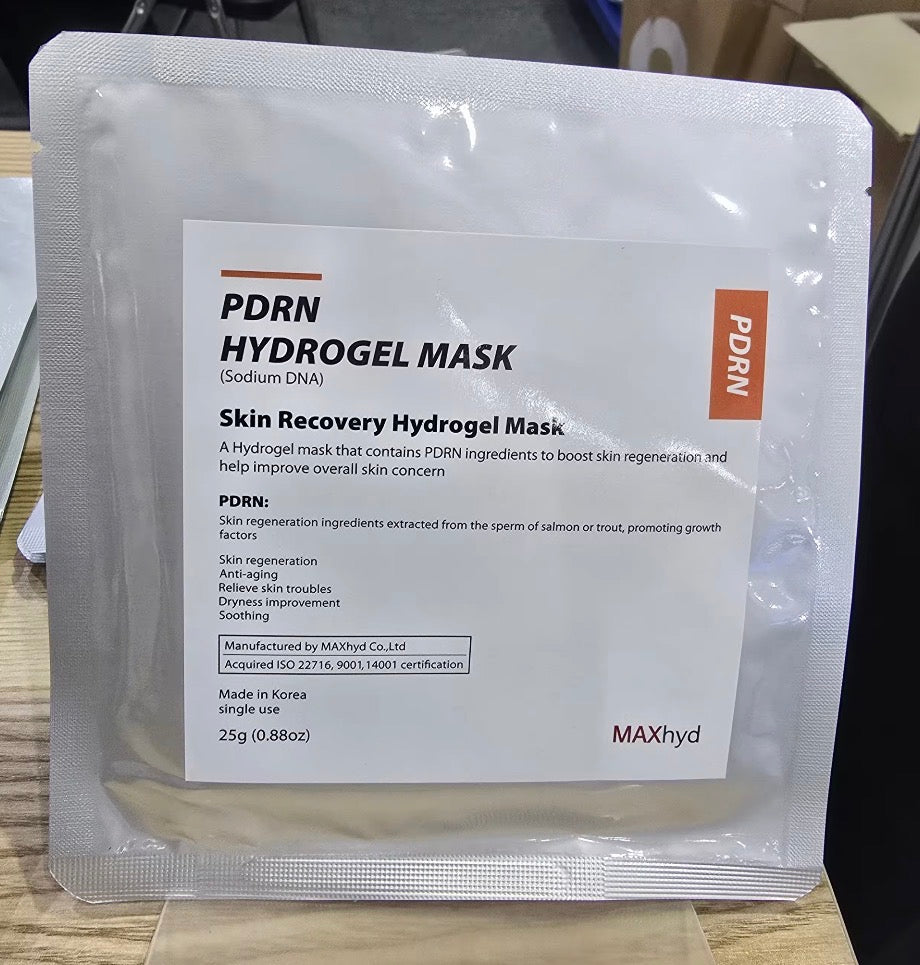 PDRN
HYDROGEL MASK
(Sodium DNA)
PDRN
Skin Recovery Hydrogel Mask
A Hydrogel mask that contains PDRN ingredients to boost skin regeneration and
help improve overall skin concern
PDRN:
Skin regeneration ingredients extracted from the sperm of salmon or trout, promoting growth
factors
Skin regeneration
Anti-aging
Relieve skin troubles
Dryness improvement
Soothing
Manufactured by MAXhyd Co.,Ltd
Acquired ISO 22716, 9001, 14001 certification
Made in Korea
single use
25g (0.88oz)
MAXhyd